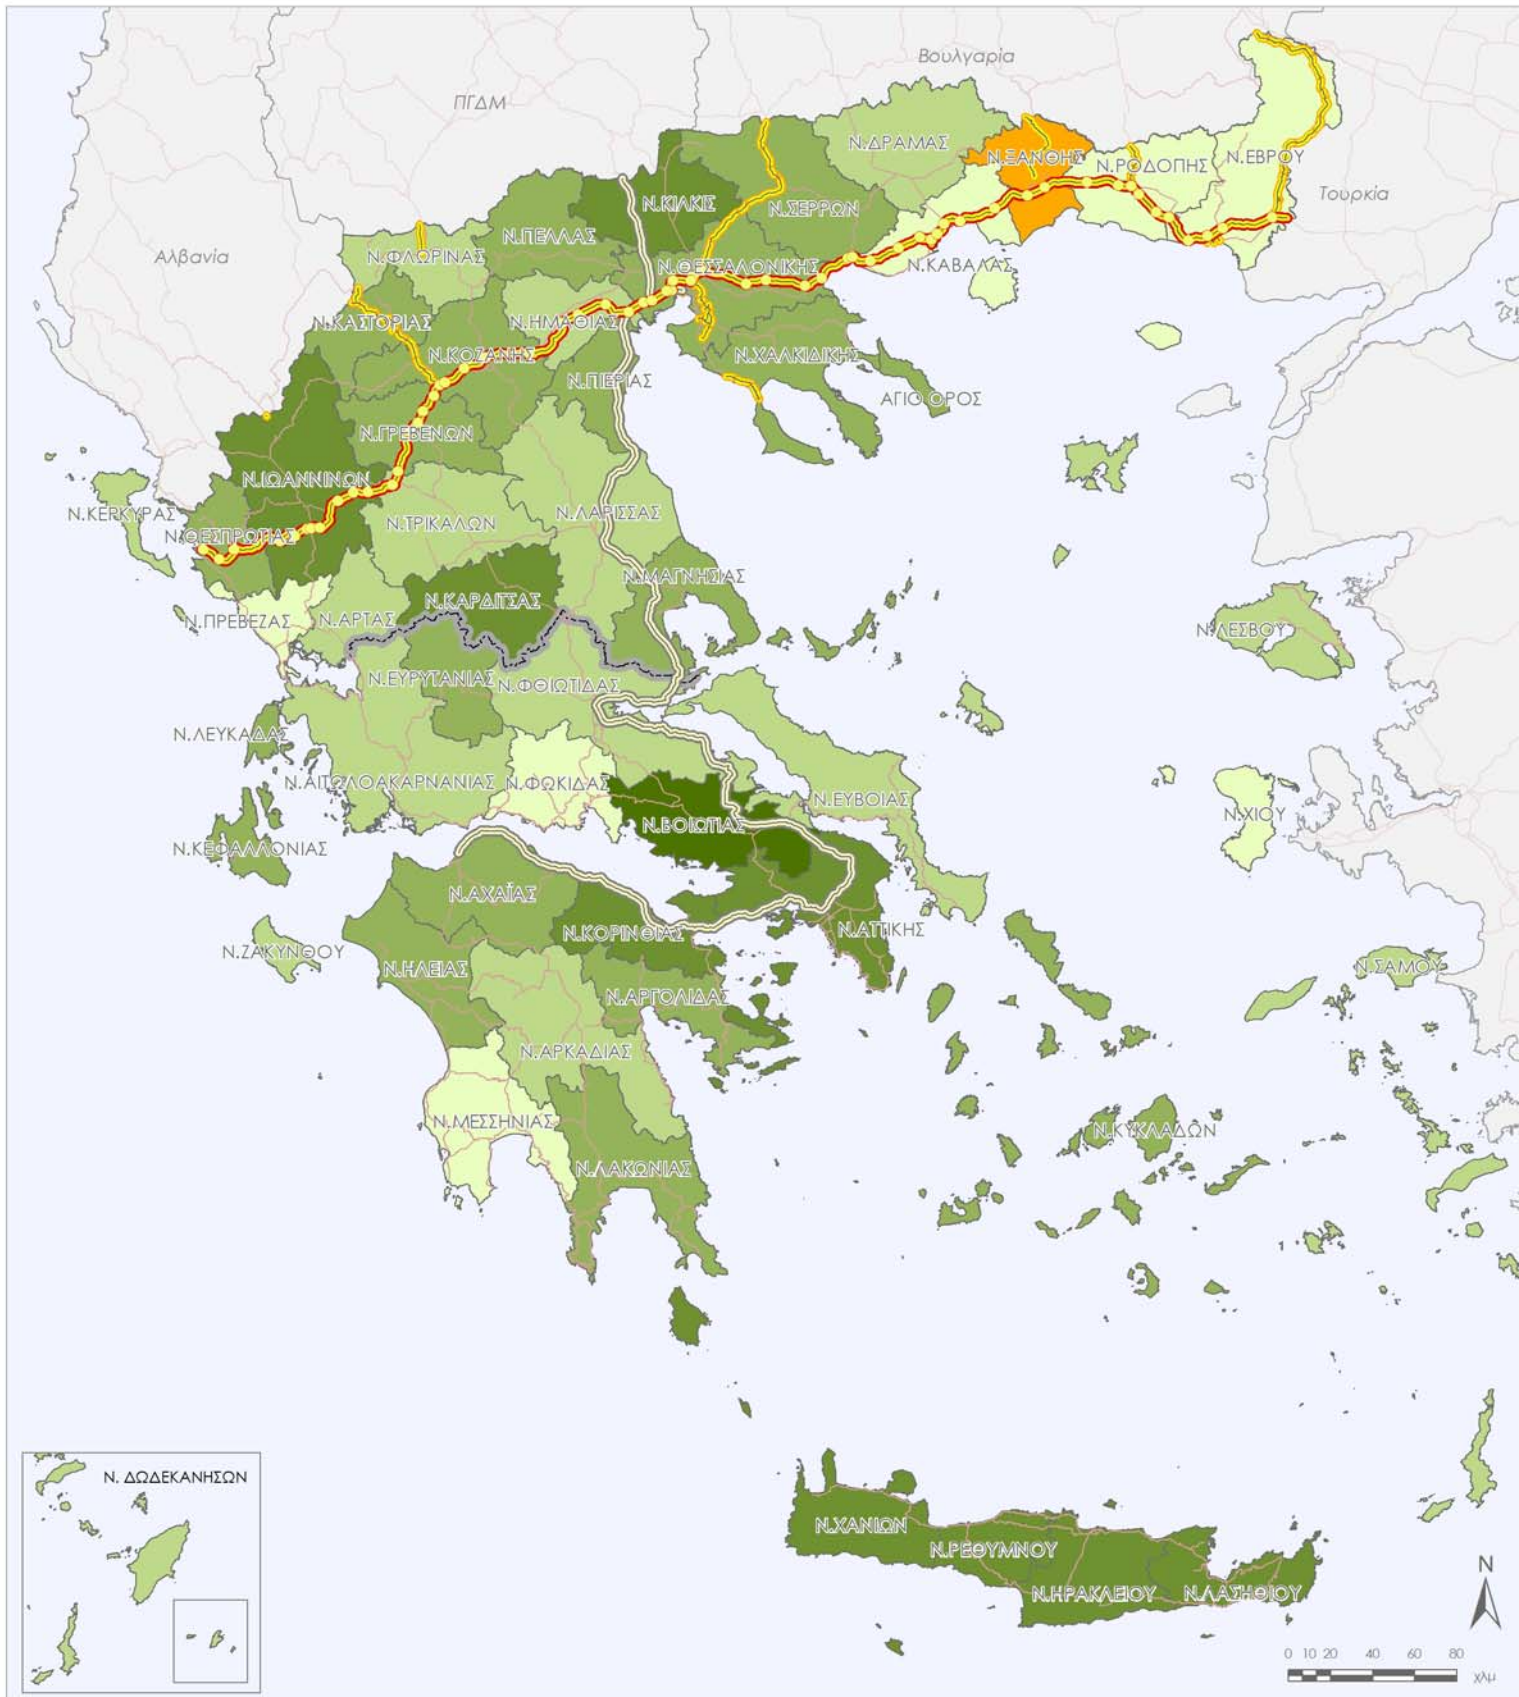 Βουλγαρία
ΠΓΔΜ
Ν.ΔΡΑΜΑΣ
Ν.ΞΑΝΘΗΣ
Ν.ΡΟΔΟΠΗΣ
Ν.ΕΒΡΟΥ
Τουρκία
Ν.ΚΙΛΚΙΣ
Ν.ΣΕΡΡΩΝ
Ν.ΠΕΛΛΑΣ
Αλβανία
Ν.ΦΛΩΡΙΝΑΣ
Ν.ΘΕΣΣΑΛΟΝΙΚΗΣ
Ν.ΚΑΒΑΛΑΣ
Ν.ΚΑΣΤΟΡΙΑΣ
Ν.ΗΜΑΘΙΑΣ
Ν.ΚΟΖΑΝΗΣ
Ν.ΧΑΛΚΙΔΙΚΗΣ
Ν.ΠΙΕΡΙΑΣ
ΑΓΙΟ ΟΡΟΣ
Ν.ΓΡΕΒΕΝΩΝ
Ν.ΙΩΑΝΝΙΝΩΝ
Ν.ΚΕΡΚΥΡΑΣ
Ν.ΛΑΡΙΣΣΑΣ
Ν.ΤΡΙΚΑΛΩΝ
Ν.ΘΕΣΠΡΩΤΙΑΣ
Ν.ΜΑΓΝΗΣΙΑΣ
Ν.ΚΑΡΔΙΤΣΑΣ
Ν.ΠΡΕΒΕΖΑΣ
Ν.ΑΡΤΑΣ
Ν.ΛΕΣΒΟΥ
Ν.ΕΥΡΥΤΑΝΙΑΣ
Ν.ΦΘΙΩΤΙΔΑΣ
Ν.ΛΕΥΚΑΔΑΣ
Ν.ΑΙΤΩΛΟΑΚΑΡΝΑΝΙΑΣ
Ν.ΦΩΚΙΔΑΣ
Ν.ΕΥΒΟΙΑΣ
Ν.ΒΟΙΩΤΙΑΣ
Ν.ΧΙΟΥ
Ν.ΚΕΦΑΛΛΟΝΙΑΣ
Ν.ΑΧΑΪΑΣ
Ν.ΚΟΡΙΝΘΙΑΣ
Ν.ΑΤΤΙΚΗΣ
Ν.ΖΑΚΥΝΘΟΥ
Ν.ΗΛΕΙΑΣ
Ν.ΣΑΜΟΥ
Ν.ΑΡΓΟΛΙΔΑΣ
Ν.ΑΡΚΑΔΙΑΣ
Ν.ΜΕΣΣΗΝΙΑΣ
Ν.ΚΥΚΛΑΔΩΝ
Ν.ΛΑΚΩΝΙΑΣ
Ν. ΔΩΔΕΚΑΝΗΣΩΝ
Ν.ΧΑΝΙΩΝ
Ν.ΡΕΘΥΜΝΟΥ
Ν.ΗΡΑΚΛΕΙΟΥ
Ν.ΛΑΣΗΘΙΟΥ
N
0 10 20 40 60 80
χλμ